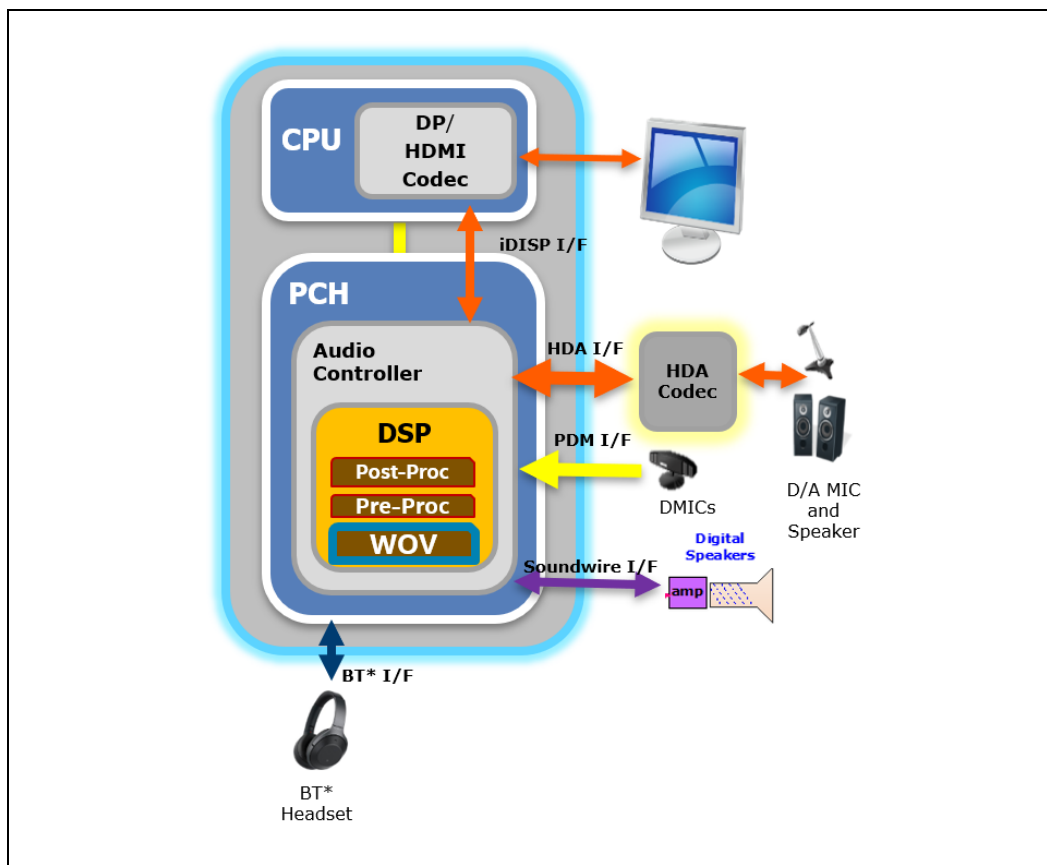 CPU
DP/
HDMI
Codec
iDISP I/F
PCH
Audio
Controller
HDA I/F
HDA
Codec
DSP
PDM I/F
Post-Proc
Pre-Proc
WOV
DMICs
D/A MIC
and
Speaker
Digital
Speakers
Soundwire I/F
amp
BT* I/F
BT*
Headset